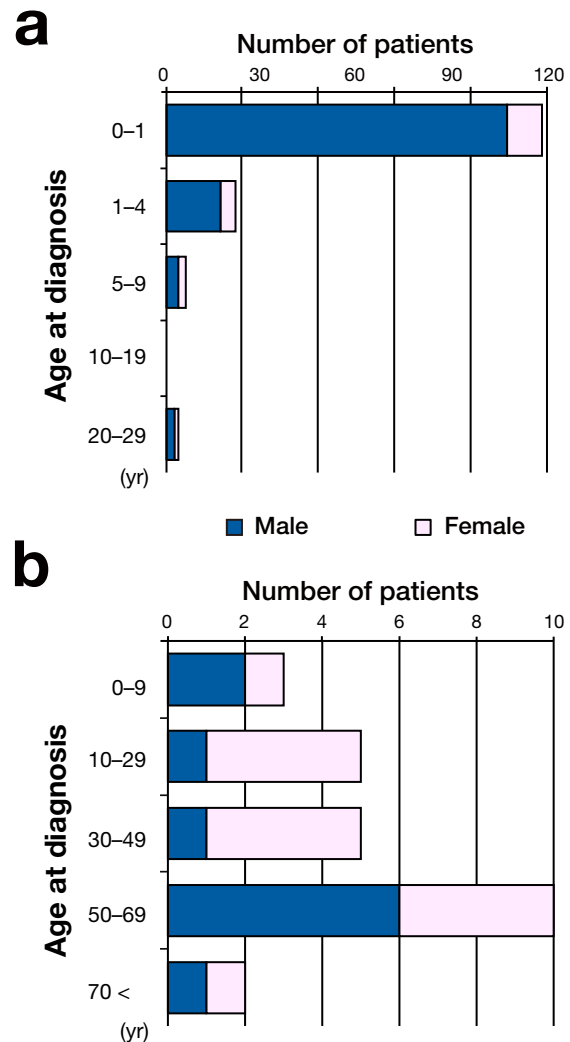 a
Number of patients
0 30 60 90 120
Age at diagnosis
0–1
1–4
5–9
10–19
20–29
(yr)
Male Female
b
Number of patients
0 2 4 6 8 10
Age at diagnosis
0–9
10–29
30–49
50–69
70 <
(yr)